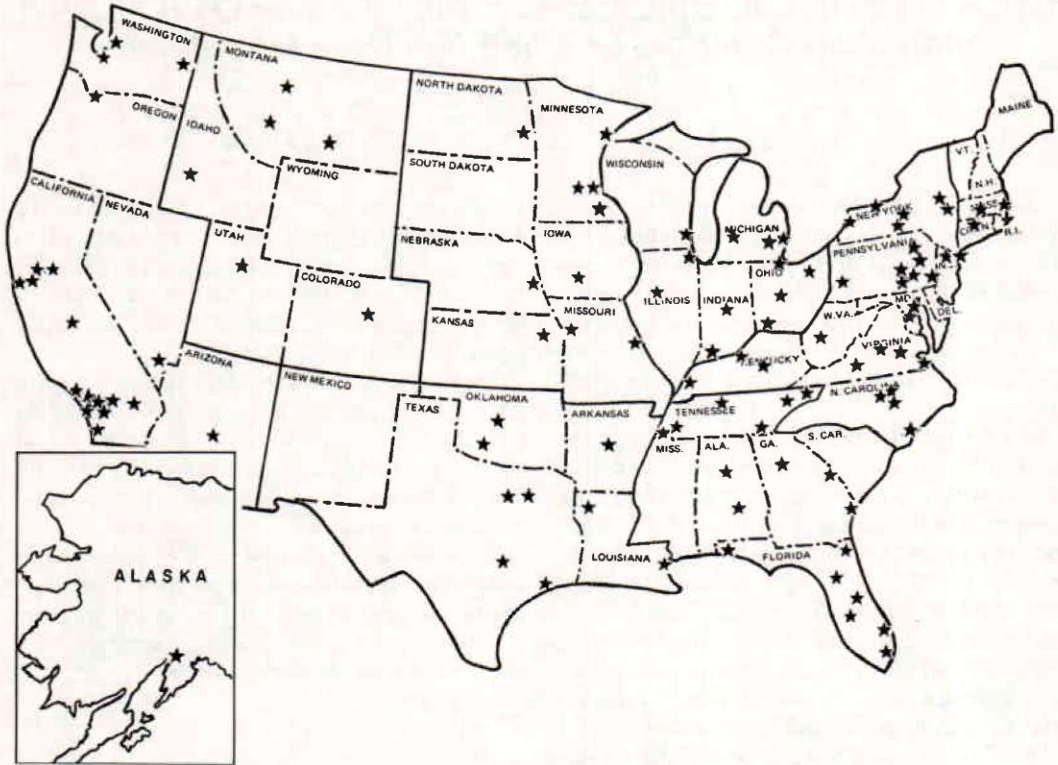 WASHINGTON
MONTANA
NORTH DAKOTA
MINNESOTA
MAINE
OREGON
IDAHO
VT.
WISCONSIN
SOUTH DAKOTA
WYOMING
N.H.
CALIFORNIA
NEVADA
NEW YORK
MICHIGAN
UTAH
NEBRASKA
IOWA
R.I.
PENNSYLVANIA
COLORADO
OHIO
ILLINOIS
INDIANA
MD.
DEL.
KANSAS
MISSOURI
W.VA.
VIRGINIA
ARIZONA
KENTUCKY
NEW MEXICO
TEXAS
OKLAHOMA
ARKANSAS
TENNESSEE
N. CAROLINA
MISS.
ALA.
GA.
S. CAR.
LOUISIANA
FLORIDA
ALASKA